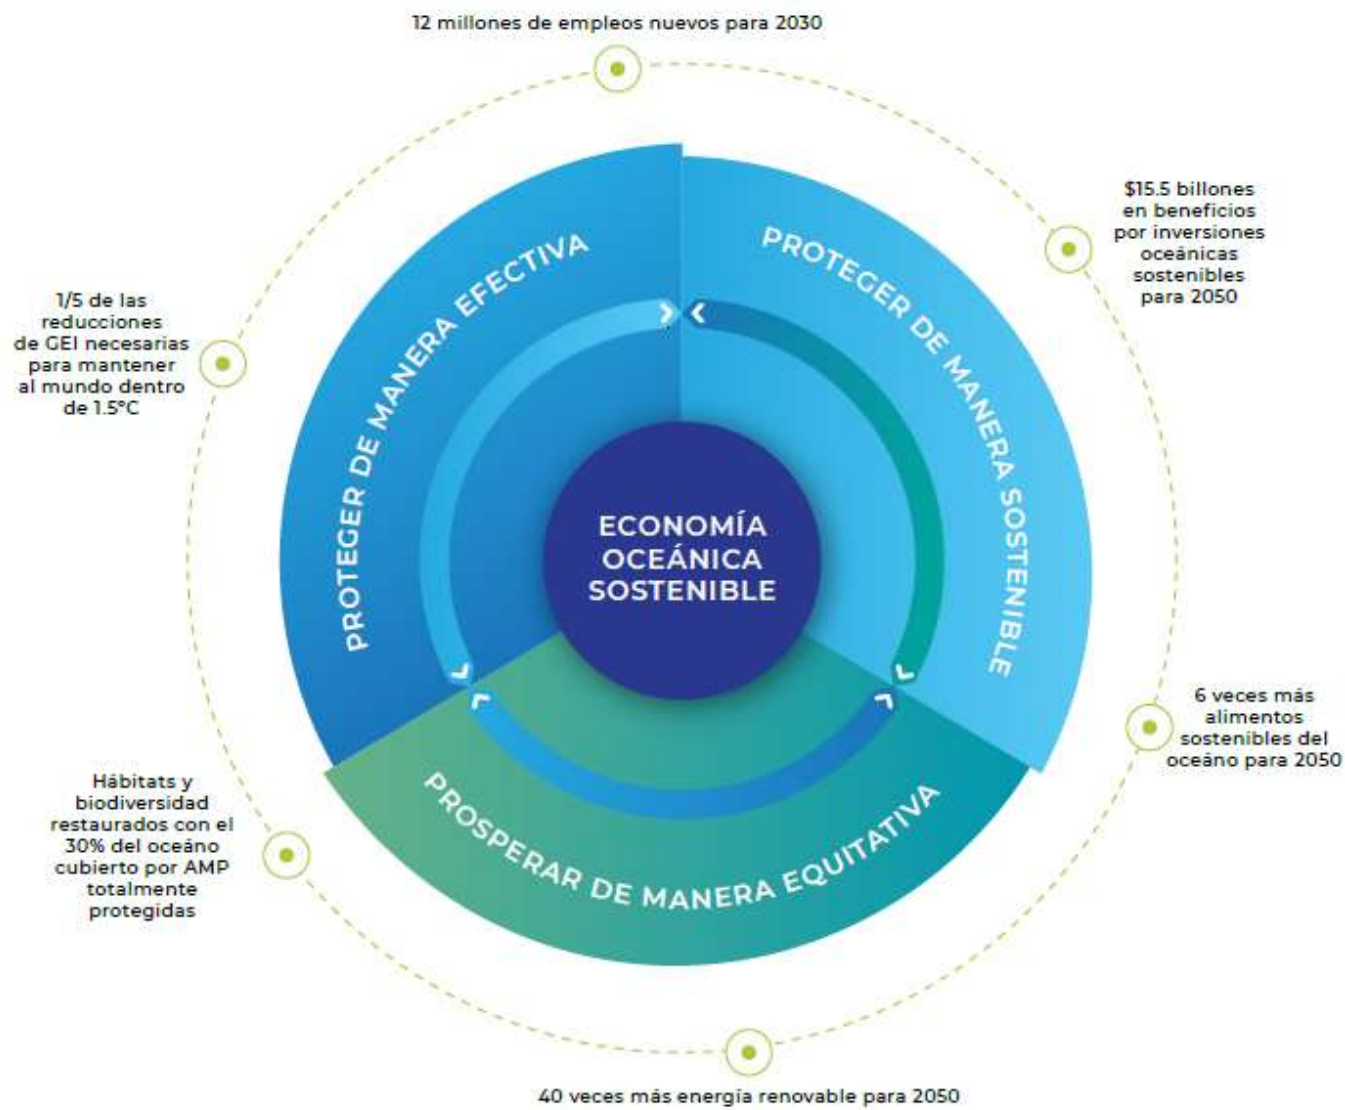 12 millones de empleos nuevos para 2030
$15.5 billones
en beneficios
por inversiones
oceánicas
sostenibles
para 2050
6 veces más
alimentos
sostenibles del
oceáno para 2050
40 veces más energía renovable para 2050
Hábitats y
biodiversidad
restaurados con el
30% del oceáno
cubierto por AMP
totalmente
protegidas
1/5 de las
reducciones
de GEI necesarias
para mantener
al mundo dentro
de 1.5°C
PROTEGER DE MANERA EFECTIVA
PROTEGER DE MANERA SOSTENIBLE
PROSPERAR DE MANERA EQUITATIVA
ECONOMÍA
OCEÁNICA
SOSTENIBLE